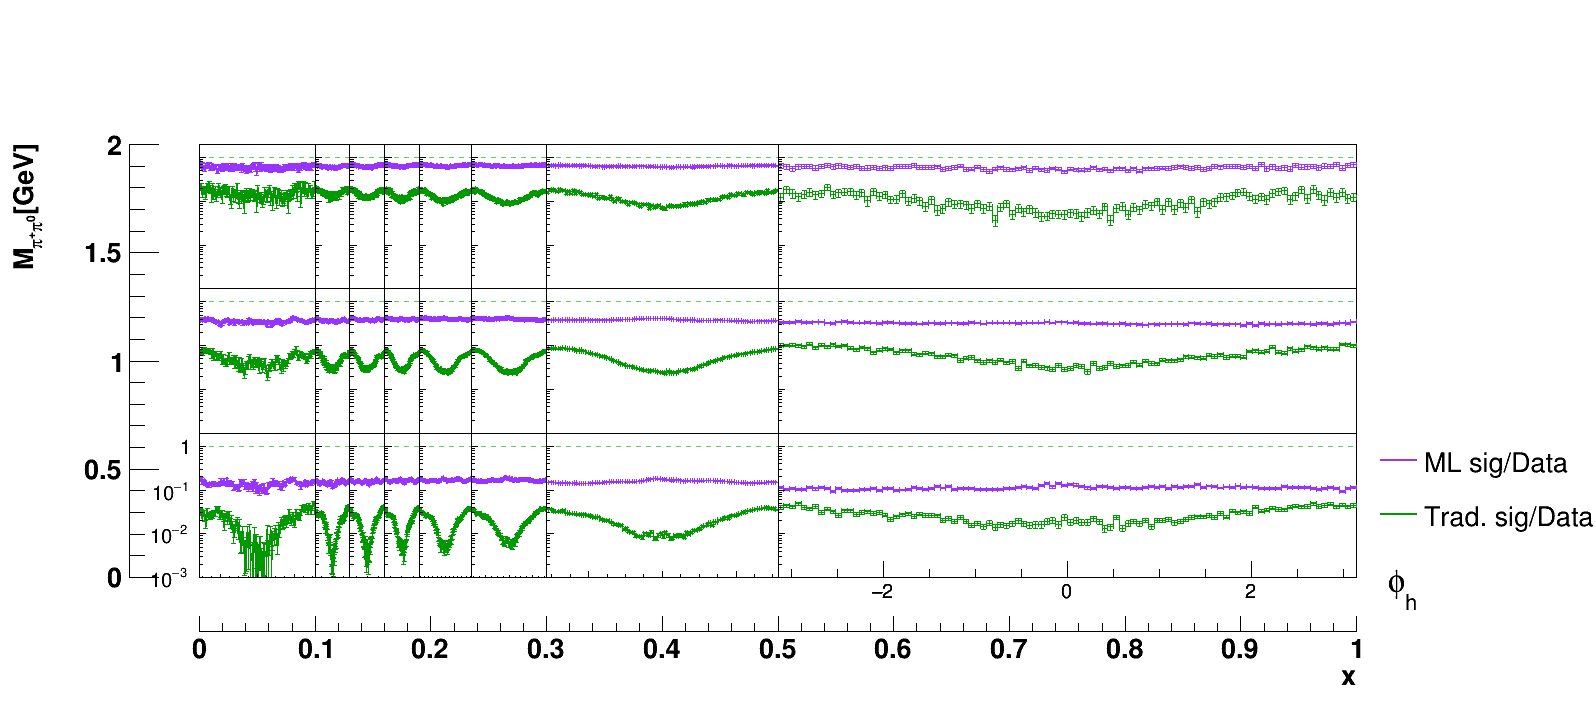 M_{π⁺π⁰}[GeV]
2
1.5
1
0.5
0
1
10⁻¹
10⁻²
10⁻³
ML sig/Data
Trad. sig/Data
−2 0 2
ϕ_h
0 0.1 0.2 0.3 0.4 0.5 0.6 0.7 0.8 0.9 1
x